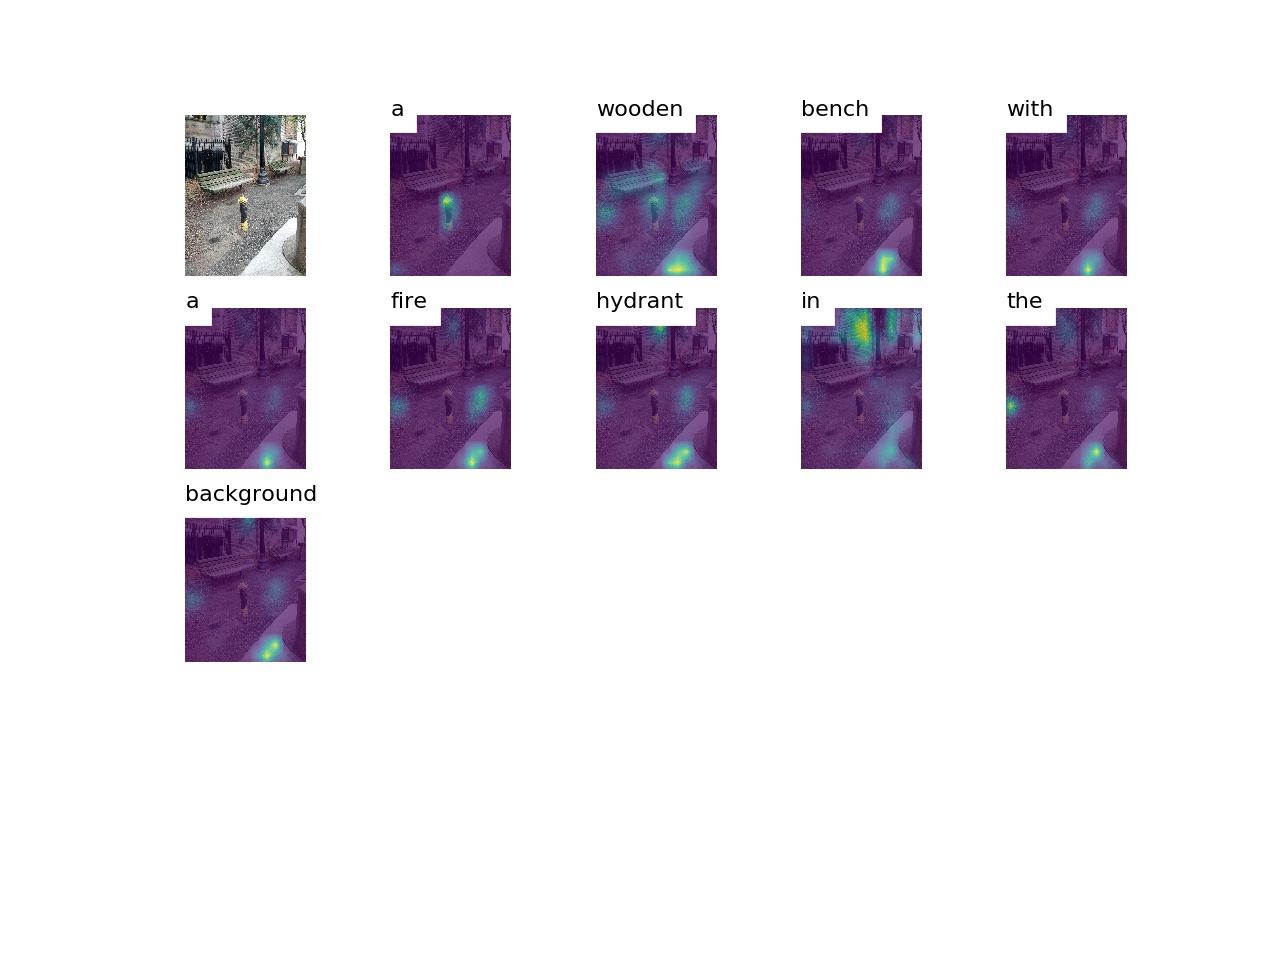 a
wooden
bench
with
a
fire
hydrant
in
the
background